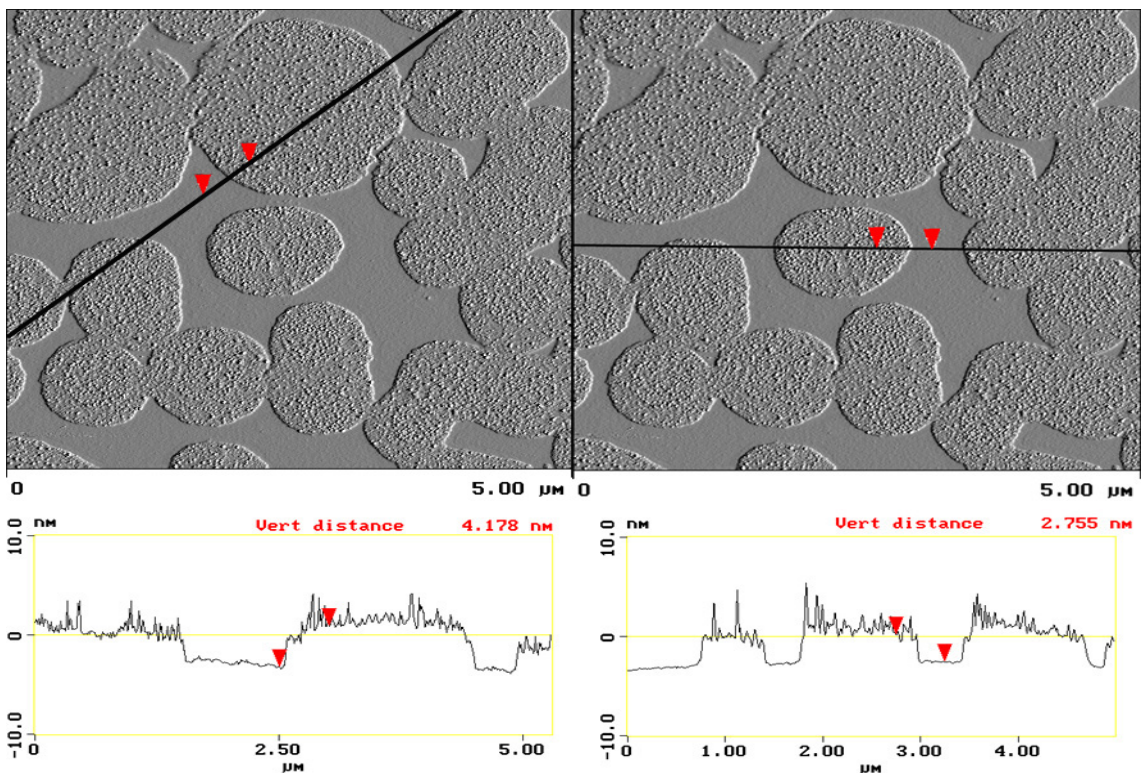 0 5.00 μm 0 5.00 μm
nm Vert distance 4.178 nm
10.0
0
-10.0
0 2.50 5.00
μm
nm Vert distance 2.755 nm
10.0
0
-10.0
0 1.00 2.00 3.00 4.00
μm